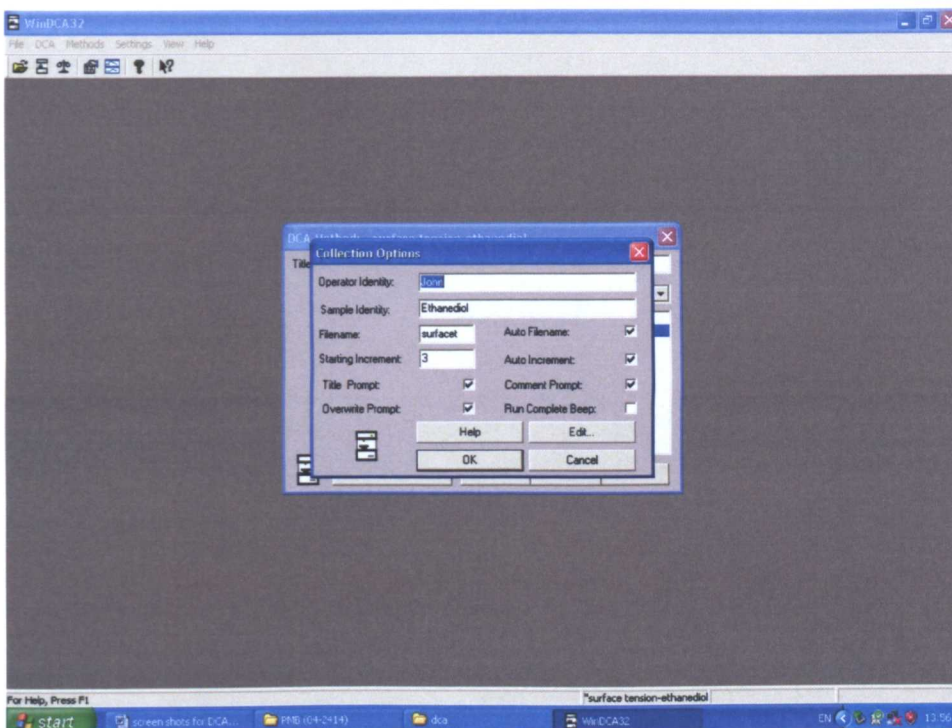 WinDCA32
File DCA Methods Settings View Help
Collection Options
Operator Identity: John
Sample Identity: Ethanediol
Filename: surfacet Auto Filename:
Starting Increment: 3 Auto Increment:
Title Prompt: Comment Prompt:
Overwrite Prompt: Run Complete Beep:
Help Edit...
OK Cancel
For Help, Press F1 "surface tension-ethanediol
start screen shots for DCA... PMB (G4-2414) dca WinDCA32 EN